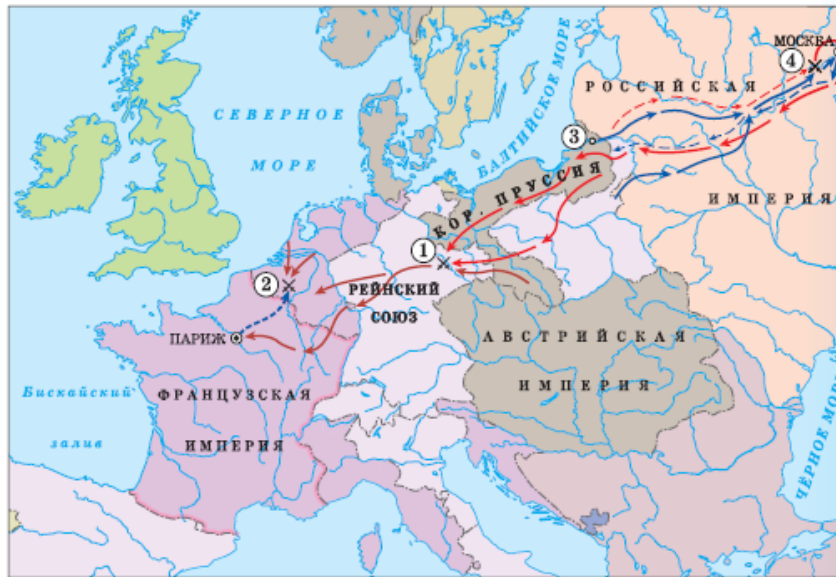 МОСКВА
4
РОССИЙСКАЯ
СЕВЕРНОЕ
МОРЕ
БАЛТИЙСКОЕ МОРЕ
3
КОР. ПРУССИЯ
ИМПЕРИЯ
1
2
РЕЙНСКИЙ
СОЮЗ
ПАРИЖ
АВСТРИЙСКАЯ
ИМПЕРИЯ
Бискайский
залив
ФРАНЦУЗСКАЯ
ИМПЕРИЯ
ЧЁРНОЕ МО